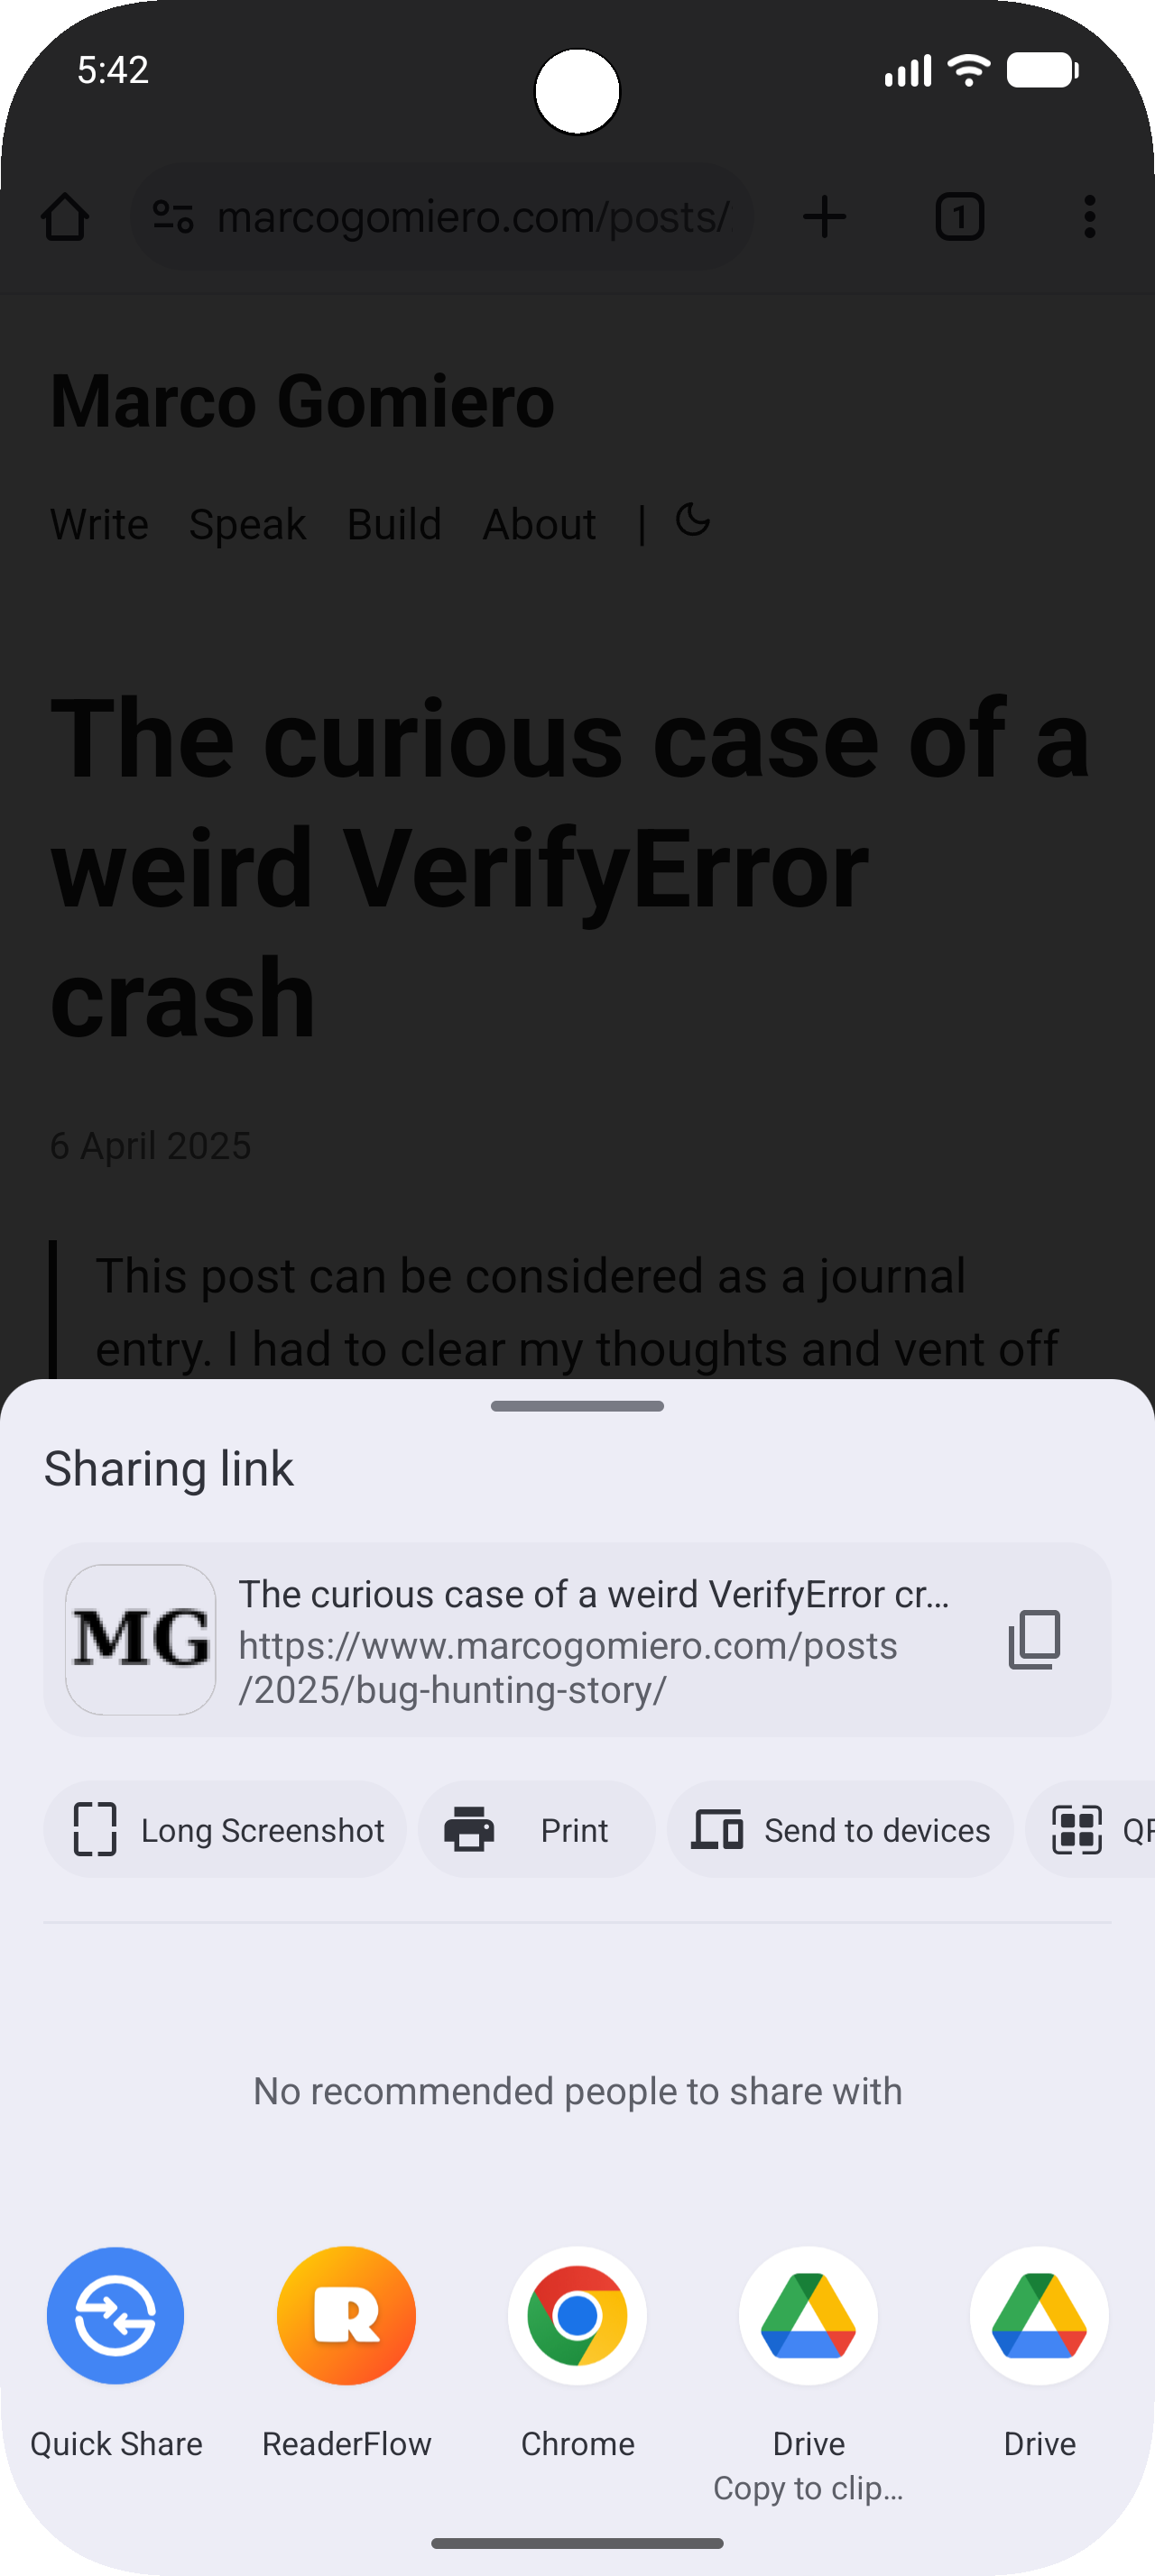 5:42
marcogomiero.com/posts/
1
Marco Gomiero
Write Speak Build About |
The curious case of a
weird VerifyError
crash
6 April 2025
This post can be considered as a journal
entry. I had to clear my thoughts and vent off
Sharing link
MG
The curious case of a weird VerifyError cr...
https://www.marcogomiero.com/posts
/2025/bug-hunting-story/
Long Screenshot Print Send to devices
No recommended people to share with
R
Quick Share ReaderFlow Chrome Drive Drive
Copy to clip...